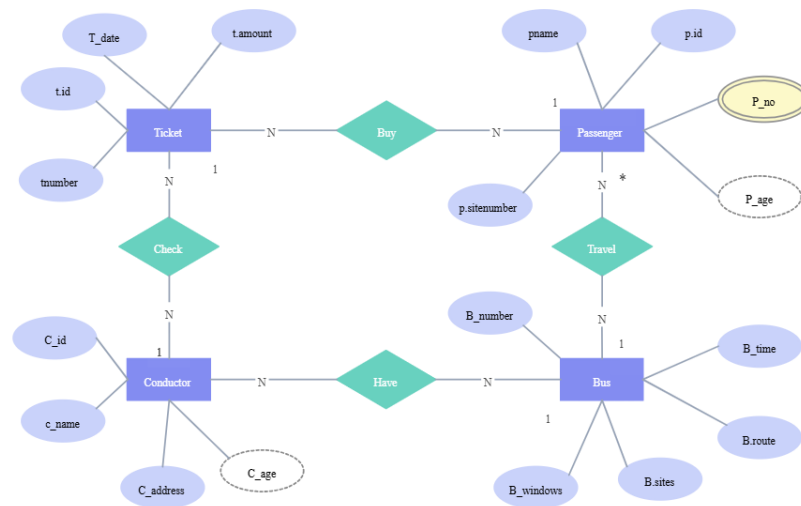 T_date
t.amount
pname
p.id
t.id
P_no
1
Ticket
N
Buy
N
Passenger
1
tnumber
N
N
*
p.sitenumber
P_age
Check
Travel
N
N
B_number
C_id
1
1
B_time
Conductor
N
Have
N
Bus
c_name
1
B.route
C_address
C_age
B_windows
B.sites